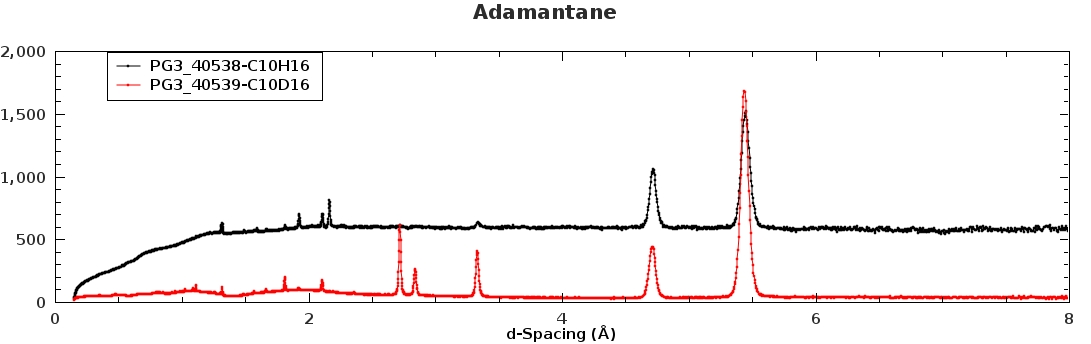 Adamantane
2,000
PG3_40538-C10H16
PG3_40539-C10D16
1,500
1,000
500
0
0 2 4 6 8
d-Spacing (Å)